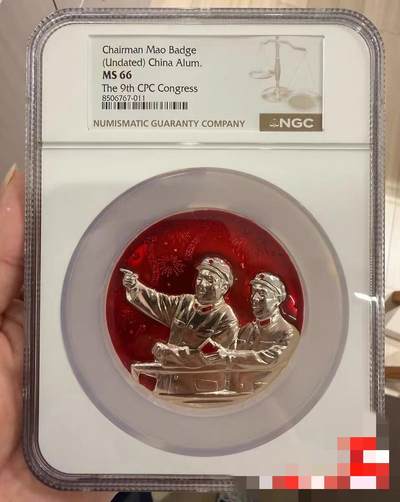 Chairman Mao Badge
(Undated) China Alum.
MS 66
The 9th CPC Congress
8506767-011
NUMISMATIC GUARANTY COMPANY
NGC